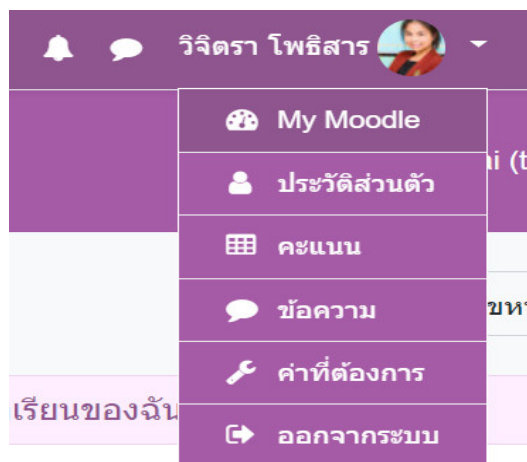 วิจิตรา โพธิสาร
My Moodle
ni (t
ประวัติส่วนตัว
คะแนน
ข้อความ
ค่าที่ต้องการ
เรียนของฉัน
ออกจากระบบ